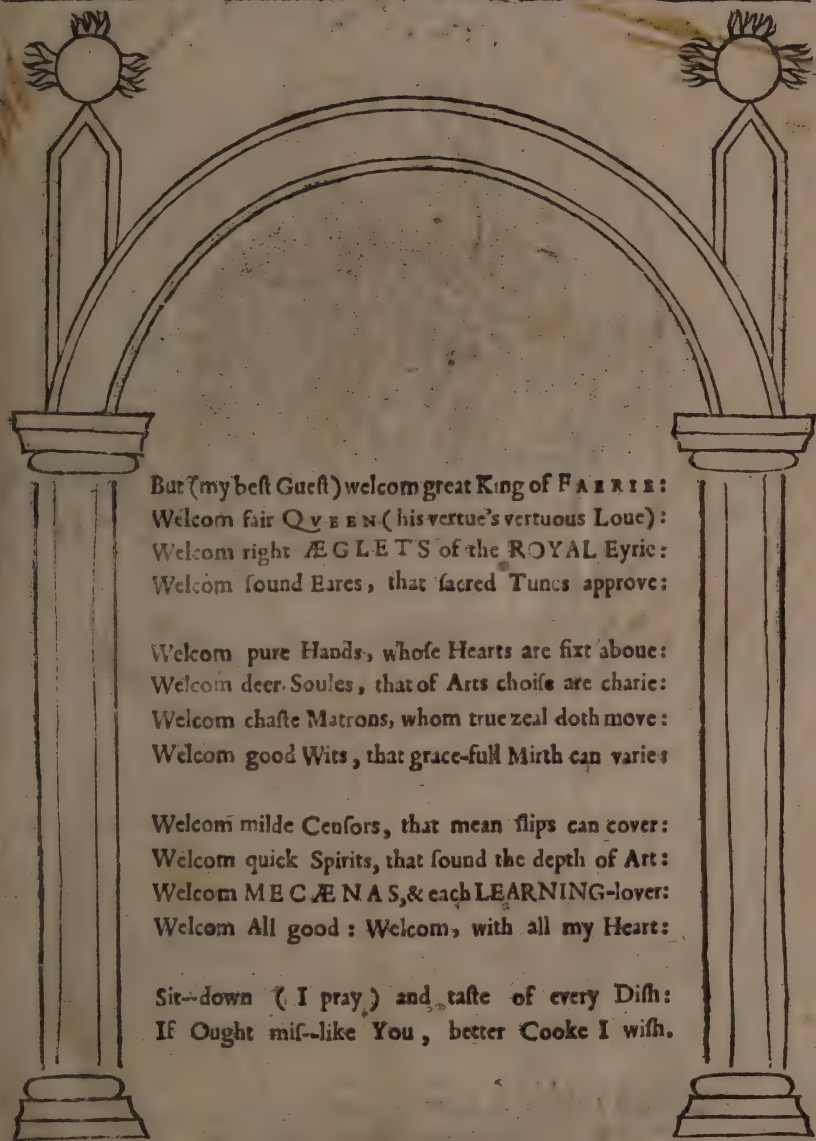 But (my beſt Gueſt) welcom great King of FAERIE:
Welcom fair QVEEN (his vertue's vertuous Loue):
Welcom right ÆGLETS of the ROYAL Eyrie:
Welcom ſound Eares, that ſacred Tunes approve:
Welcom pure Hands, whoſe Hearts are fixt aboue:
Welcom deer Soules, that of Arts choiſe are charie:
Welcom chaſte Matrons, whom true zeal doth move:
Welcom good Wits, that grace-full Mirth can varie:
Welcom milde Cenſors, that mean ſlips can cover:
Welcom quick Spirits, that ſound the depth of Art:
Welcom MECÆNAS, & each LEARNING-lover:
Welcom All good: Welcom, with all my Heart:
Sit--down (I pray) and taſte of every Diſh:
If Ought miſ--like You, better Cooke I wiſh.